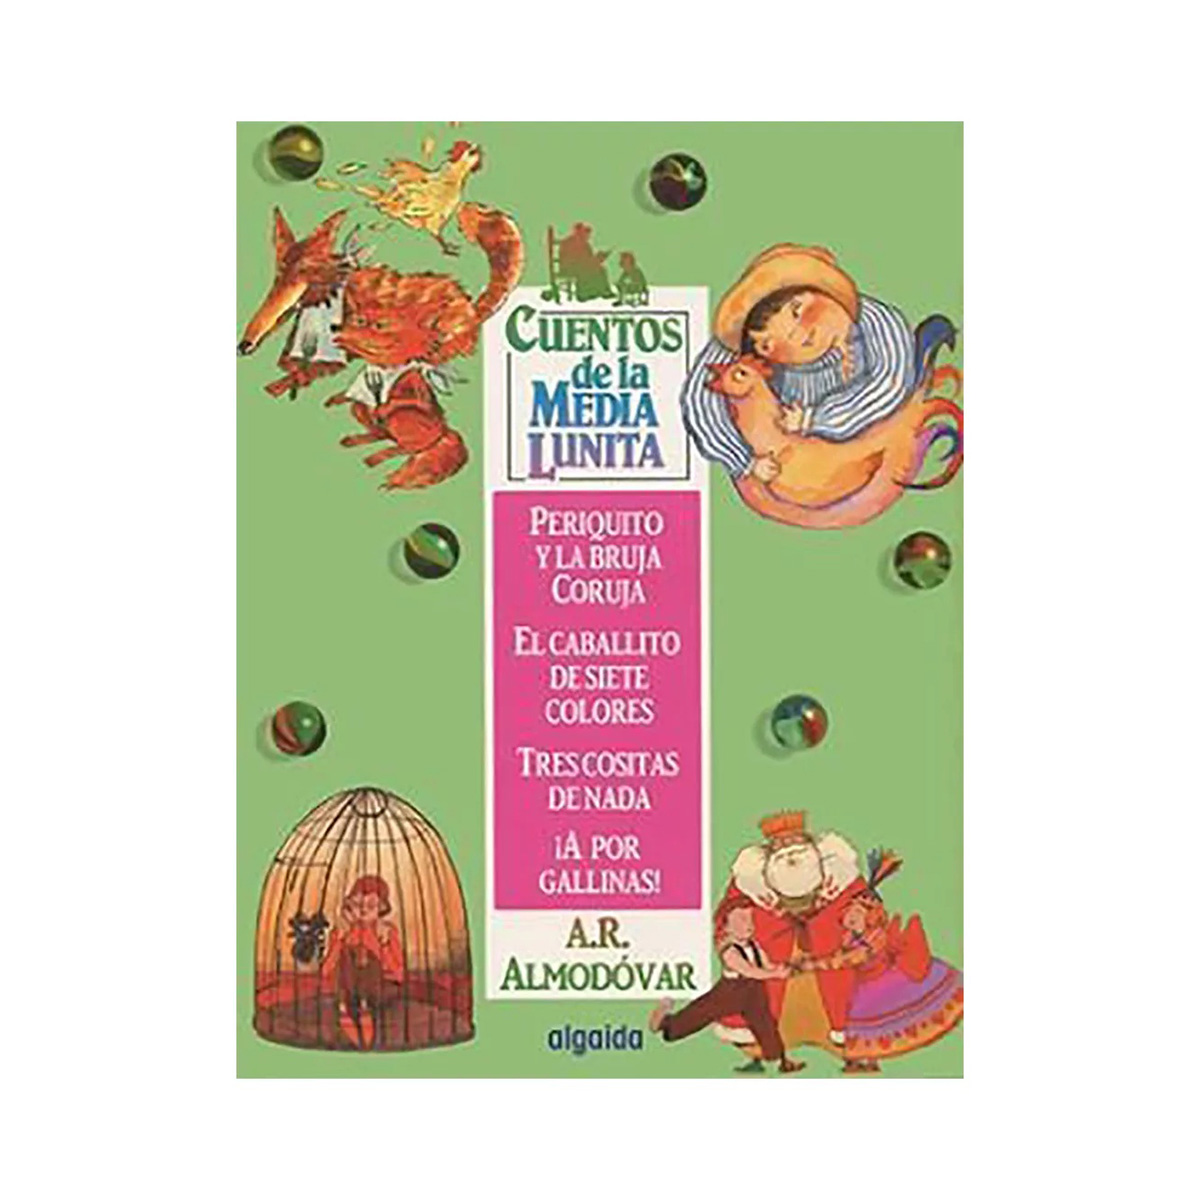 CUENTOS
de la
MEDIA
LUNITA
PERIQUITO
Y LA BRUJA
CORUJA
EL CABALLITO
DE SIETE
COLORES
TRES COSITAS
DE NADA
¡A POR
GALLINAS!
A.R.
ALMODÓVAR
algaida